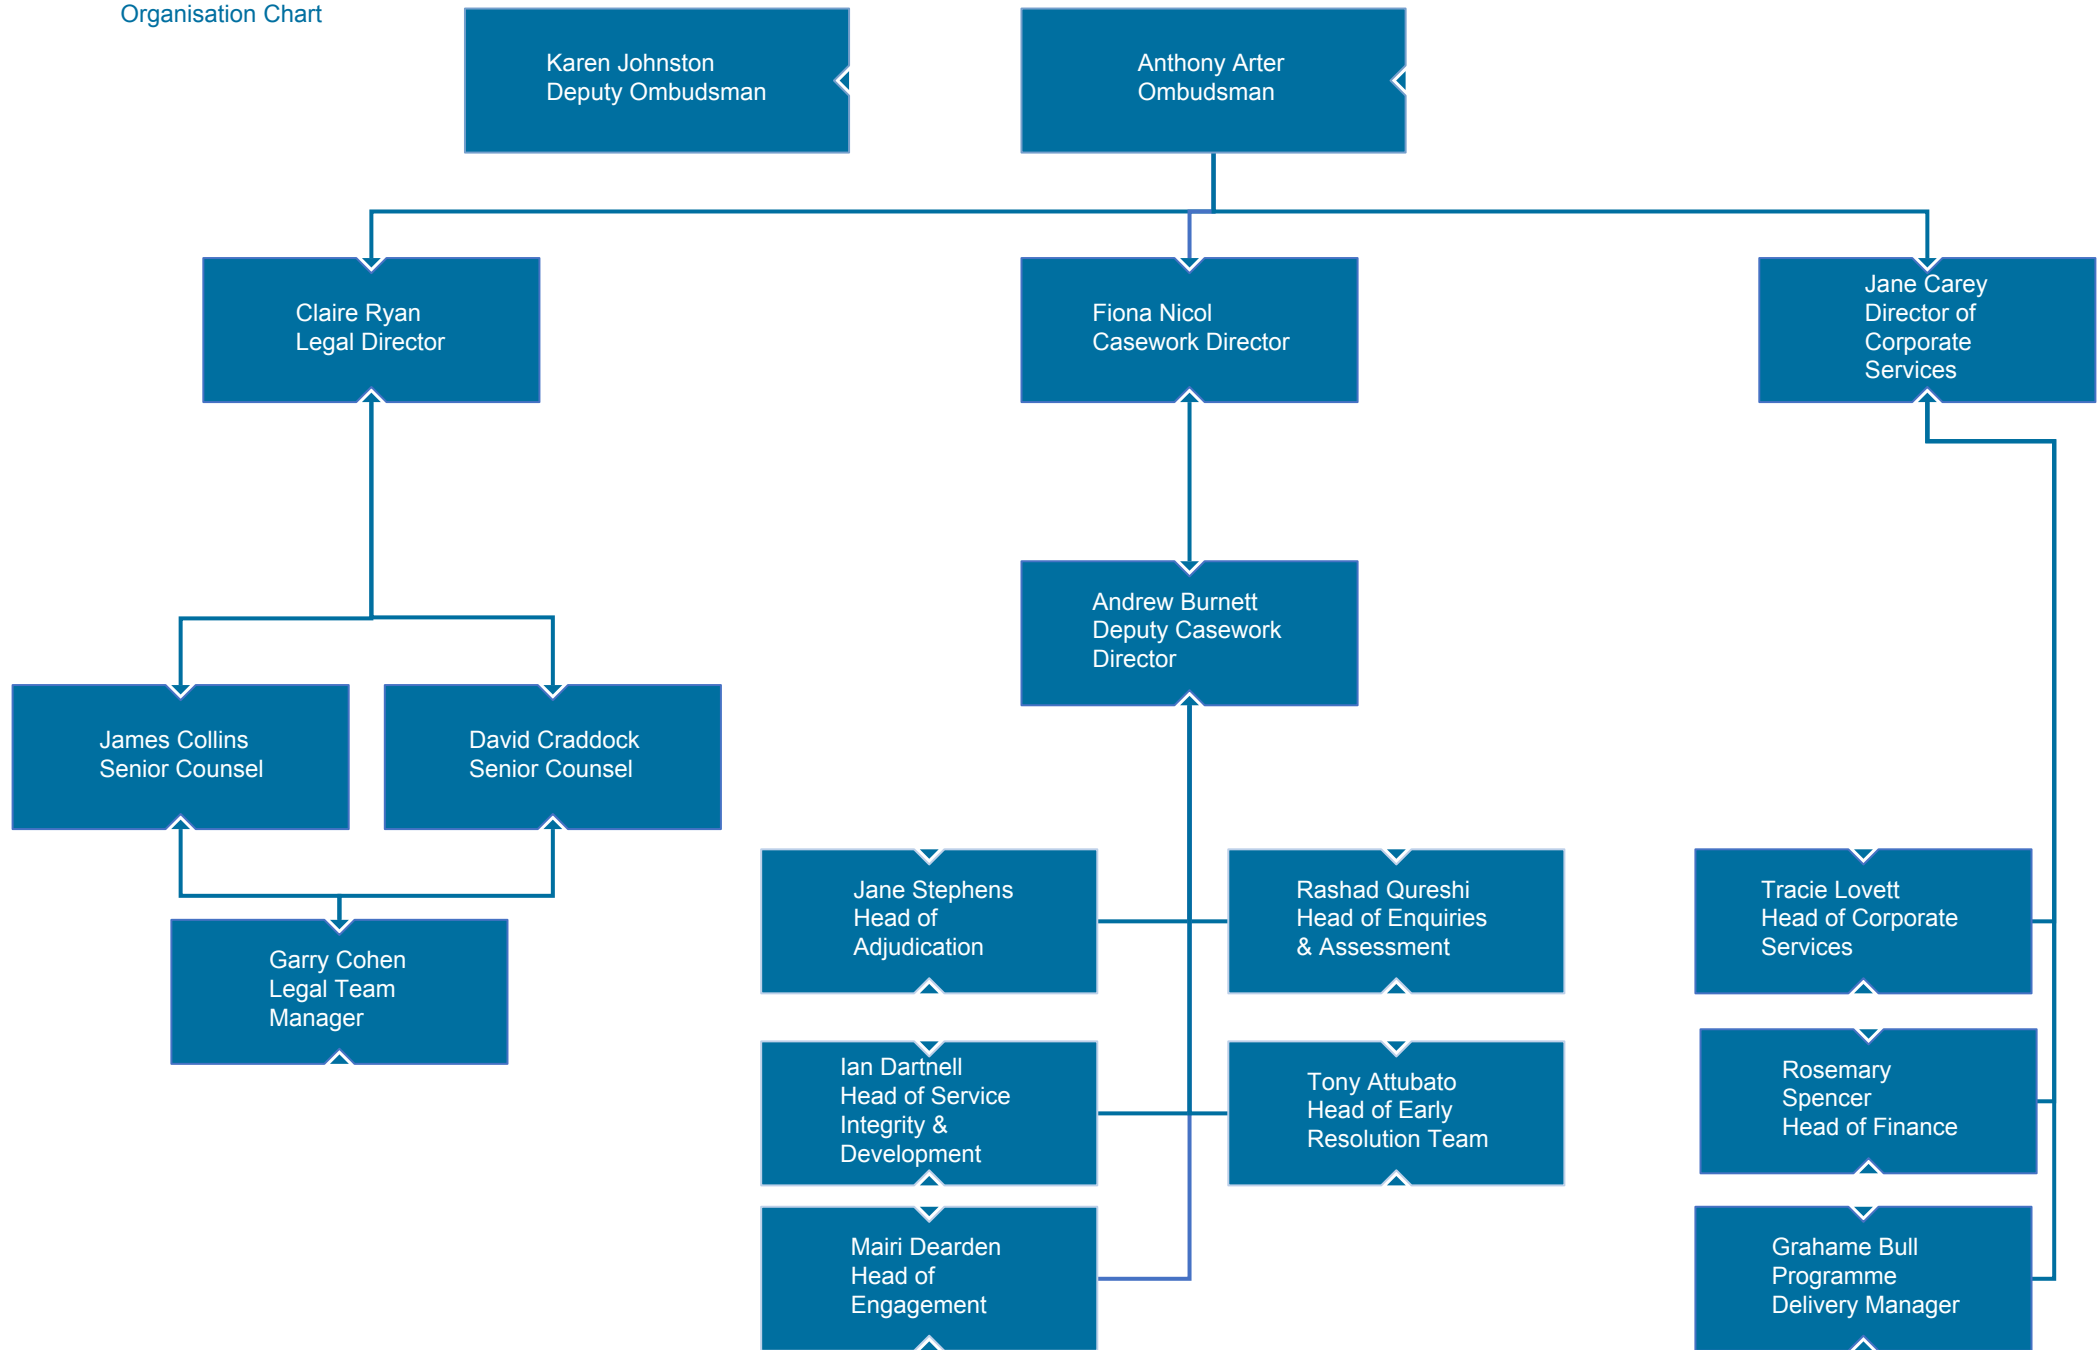 Organisation Chart
Karen Johnston
Deputy Ombudsman
Anthony Arter
Ombudsman
Claire Ryan
Legal Director
Fiona Nicol
Casework Director
Jane Carey
Director of
Corporate
Services
Andrew Burnett
Deputy Casework
Director
James Collins
Senior Counsel
David Craddock
Senior Counsel
Garry Cohen
Legal Team
Manager
Jane Stephens
Head of
Adjudication
Rashad Qureshi
Head of Enquiries
& Assessment
Tracie Lovett
Head of Corporate
Services
Ian Dartnell
Head of Service
Integrity &
Development
Tony Attubato
Head of Early
Resolution Team
Rosemary
Spencer
Head of Finance
Mairi Dearden
Head of
Engagement
Grahame Bull
Programme
Delivery Manager